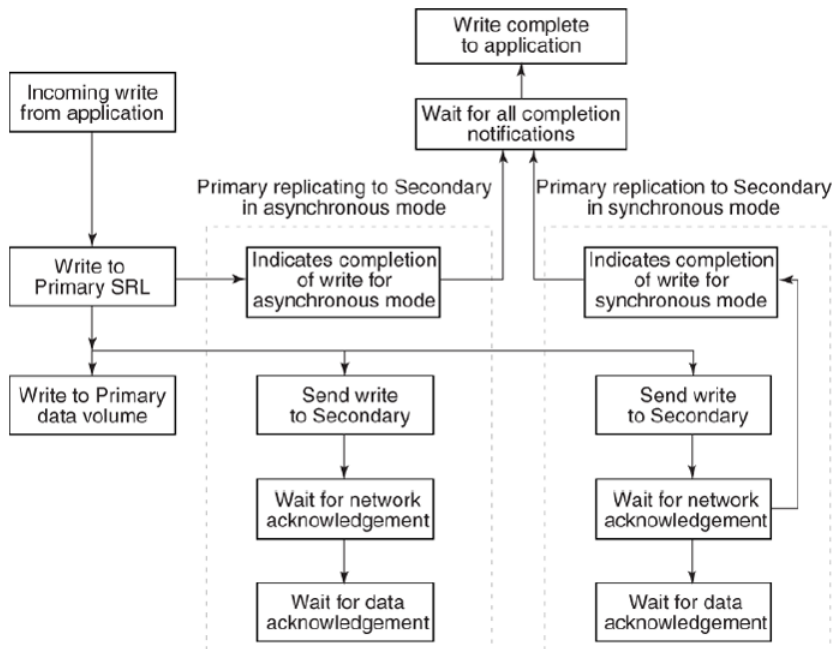 Write complete
to application
Incoming write
from application
Wait for all completion
notifications
Primary replicating to Secondary
in asynchronous mode
Primary replication to Secondary
in synchronous mode
Write to
Primary SRL
Indicates completion
of write for
asynchronous mode
Indicates completion
of write for
synchronous mode
Write to Primary
data volume
Send write
to Secondary
Send write
to Secondary
Wait for network
acknowledgement
Wait for network
acknowledgement
Wait for data
acknowledgement
Wait for data
acknowledgement